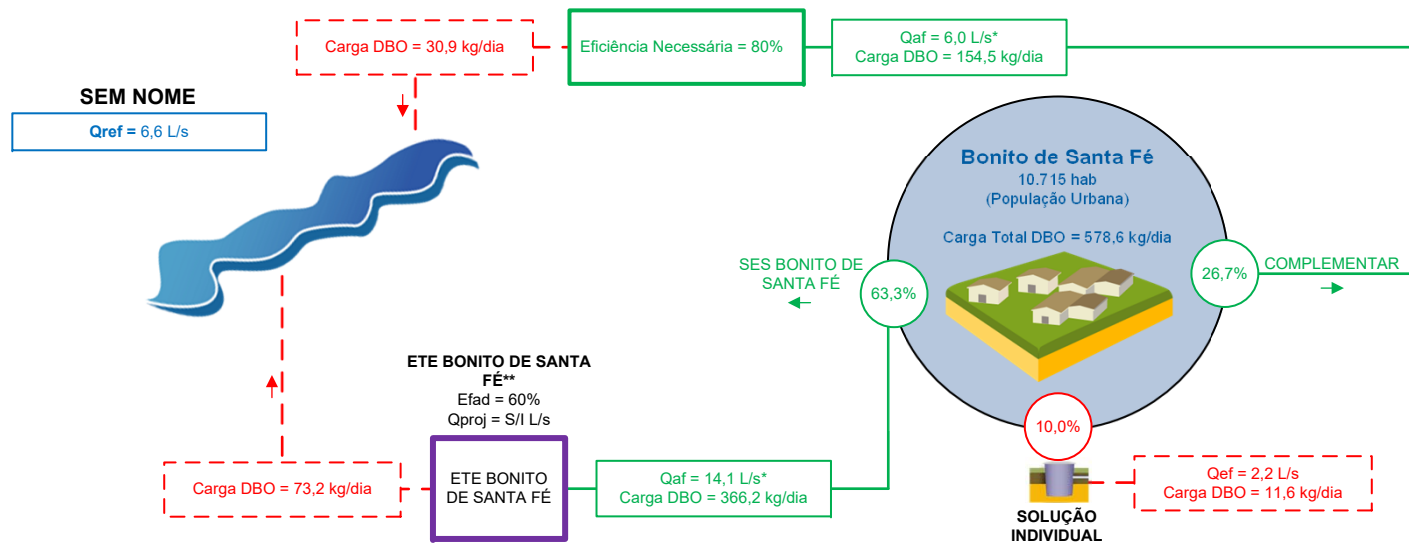 Carga DBO = 30,9 kg/dia
Eficiência Necessária = 80%
Qaf = 6,0 L/s*
Carga DBO = 154,5 kg/dia
SEM NOME
Qref = 6,6 L/s
Bonito de Santa Fé
10.715 hab
(População Urbana)
Carga Total DBO = 578,6 kg/dia
SES BONITO DE
SANTA FÉ
63,3%
26,7%
COMPLEMENTAR
ETE BONITO DE SANTA
FÉ**
Efad = 60%
Qproj = S/I L/s
10,0%
Carga DBO = 73,2 kg/dia
ETE BONITO
DE SANTA FÉ
Qaf = 14,1 L/s*
Carga DBO = 366,2 kg/dia
Qef = 2,2 L/s
Carga DBO = 11,6 kg/dia
SOLUÇÃO
INDIVIDUAL